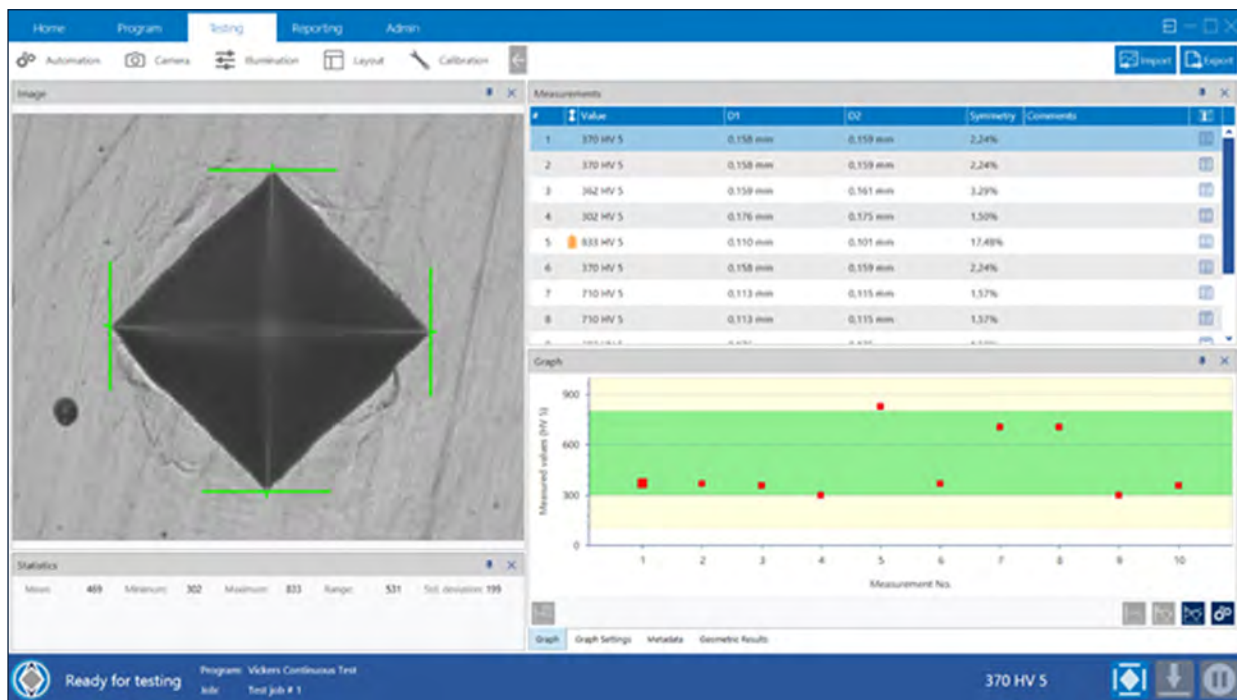 Home Program Testing Reporting Admin
Automation Camera Illumination Layout Calibration Import Export
Image
Measurements
# Value D1 D2 Symmetry Comments
1 370 HV 5 0,158 mm 0,159 mm 2,24%
2 370 HV 5 0,158 mm 0,159 mm 2,24%
3 362 HV 5 0,159 mm 0,161 mm 3,29%
4 302 HV 5 0,176 mm 0,175 mm 1,50%
5 833 HV 5 0,110 mm 0,101 mm 17,48%
6 370 HV 5 0,158 mm 0,159 mm 2,24%
7 710 HV 5 0,113 mm 0,115 mm 1,57%
8 710 HV 5 0,113 mm 0,115 mm 1,57%
Graph
Measured values (HV 5)
900
600
300
0
1 2 3 4 5 6 7 8 9 10
Measurement No.
Statistics
Mean: 469 Minimum: 302 Maximum: 833 Range: 531 Std. deviation: 199
Graph Graph Settings Metadata Geometric Results
Ready for testing
Program: Vickers Continuous Test
Job: Test job # 1
370 HV 5